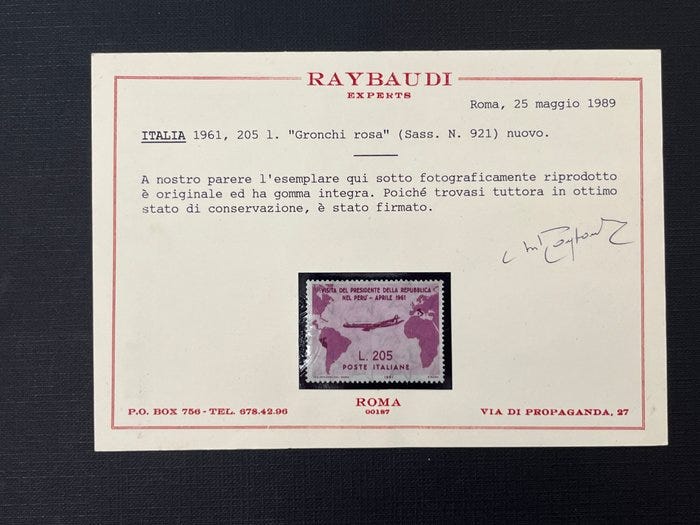 RAYBAUDI
EXPERTS
Roma, 25 maggio 1989
ITALIA 1961, 205 l. "Gronchi rosa" (Sass. N. 921) nuovo.
A nostro parere l'esemplare qui sotto fotograficamente riprodotto
è originale ed ha gomma integra. Poiché trovasi tuttora in ottimo
stato di conservazione, è stato firmato.
VISITA DEL PRESIDENTE DELLA REPUBBLICA
NEL PERU' - APRILE 1961
L. 205
POSTE ITALIANE
1961
ROMA
00187
P.O. BOX 756 - TEL. 678.42.96
VIA DI PROPAGANDA, 27